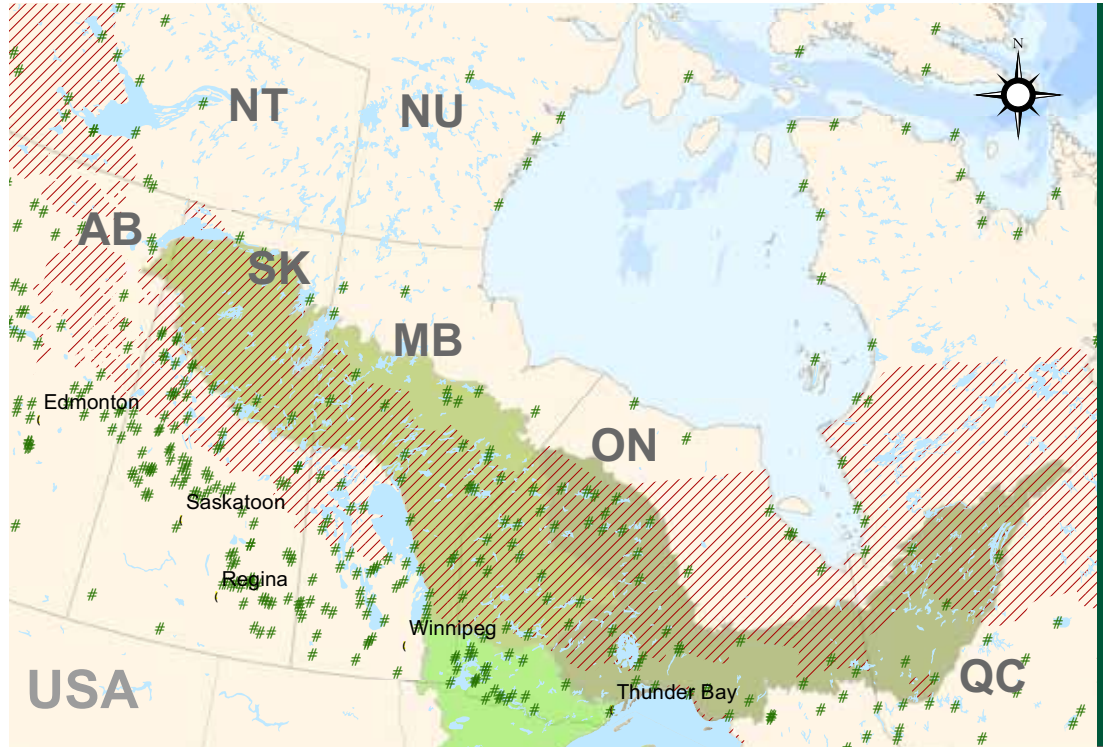 N
NT
NU
AB
SK
MB
Edmonton
ON
Saskatoon
Regina
Winnipeg
QC
USA
Thunder Bay